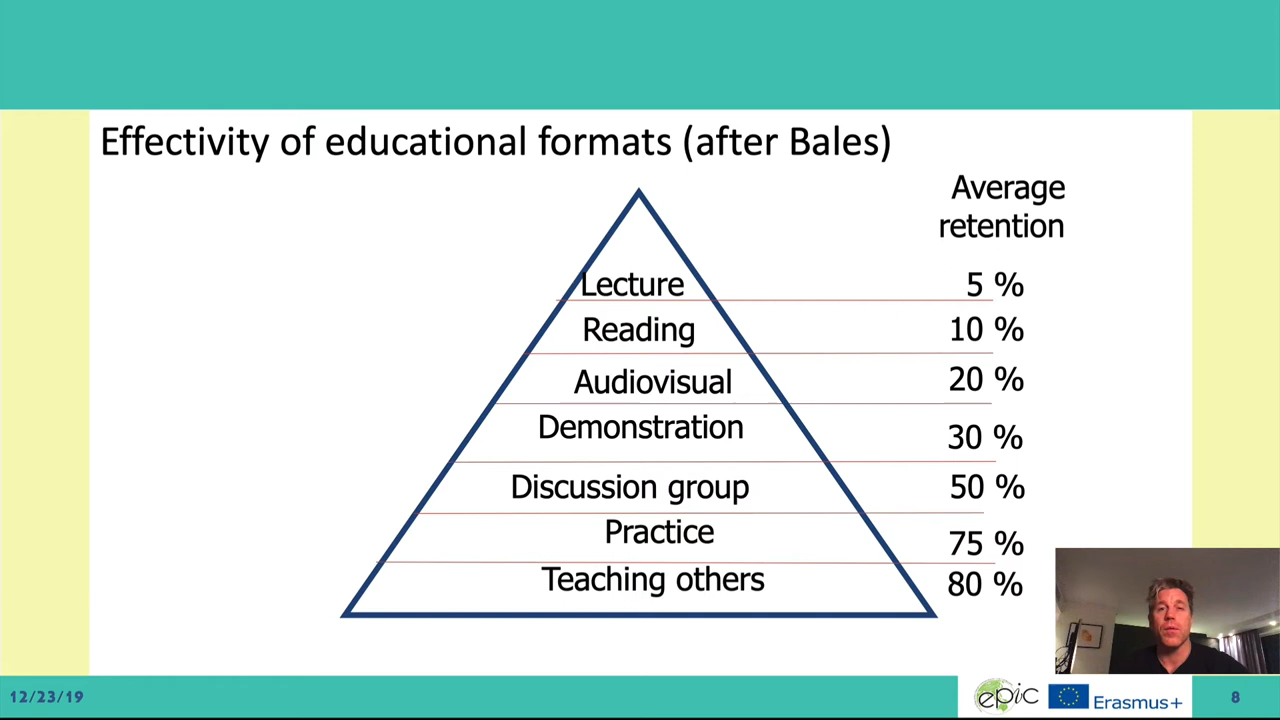 Effectivity of educational formats (after Bales)
Average
retention
Lecture 5 %
Reading 10 %
Audiovisual 20 %
Demonstration 30 %
Discussion group 50 %
Practice 75 %
Teaching others 80 %
12/23/19
epic
Erasmus+
8